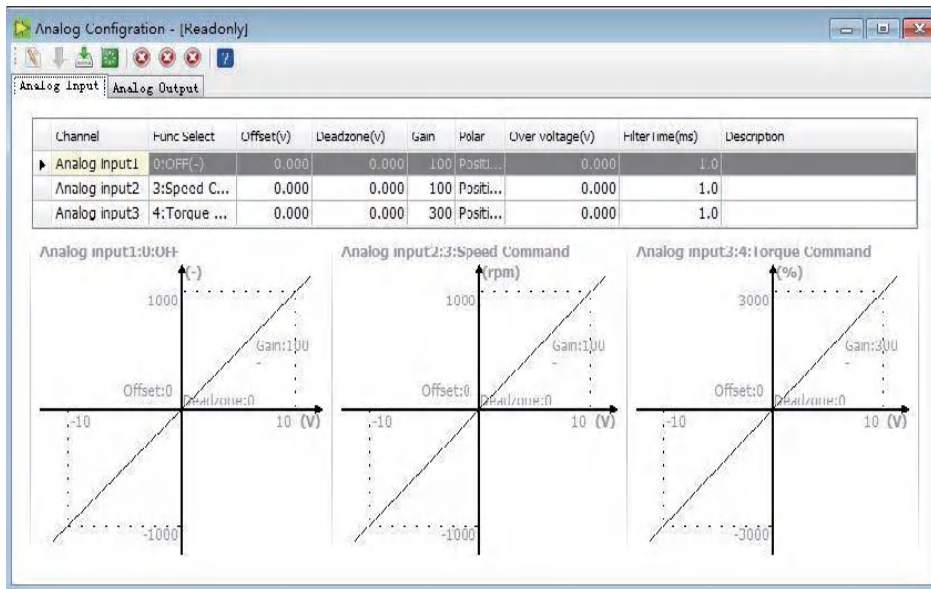 Analog Configration - [Readonly]
Analog Input Analog Output
Channel Func Select Offset(v) Deadzone(v) Gain Polar Over voltage(v) FilterTime(ms) Description
Analog input1 0:OFF(-) 0.000 0.000 100 Positi... 0.000 1.0
Analog input2 3:Speed C... 0.000 0.000 100 Positi... 0.000 1.0
Analog input3 4:Torque ... 0.000 0.000 300 Positi... 0.000 1.0
Analog input1:0:OFF Analog input2:3:Speed Command Analog input3:4:Torque Command
(-) (rpm) (%)
1000 1000 3000
Gain:100 Gain:100 Gain:300
Offset:0 Offset:0 Offset:0
Deadzone:0 Deadzone:0 Deadzone:0
-10 10 (V) -10 10 (V) -10 10 (V)
-1000 -1000 -3000